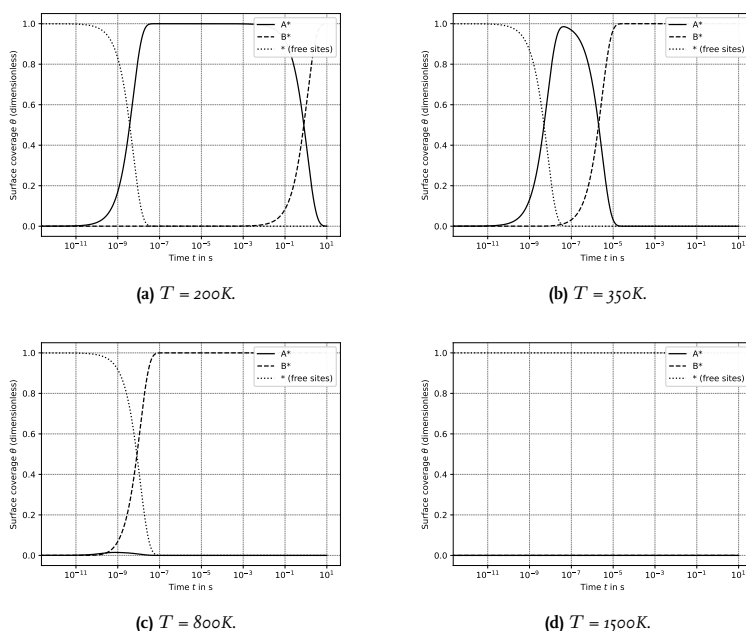 1.0
0.8
0.6
0.4
0.2
0.0
Surface coverage θ (dimensionless)
A*
B*
* (free sites)
10⁻¹¹ 10⁻⁹ 10⁻⁷ 10⁻⁵ 10⁻³ 10⁻¹ 10¹
Time t in s
(a) T = 200K.
1.0
0.8
0.6
0.4
0.2
0.0
Surface coverage θ (dimensionless)
A*
B*
* (free sites)
10⁻¹¹ 10⁻⁹ 10⁻⁷ 10⁻⁵ 10⁻³ 10⁻¹ 10¹
Time t in s
(b) T = 350K.
1.0
0.8
0.6
0.4
0.2
0.0
Surface coverage θ (dimensionless)
A*
B*
* (free sites)
10⁻¹¹ 10⁻⁹ 10⁻⁷ 10⁻⁵ 10⁻³ 10⁻¹ 10¹
Time t in s
(c) T = 800K.
1.0
0.8
0.6
0.4
0.2
0.0
Surface coverage θ (dimensionless)
A*
B*
* (free sites)
10⁻¹¹ 10⁻⁹ 10⁻⁷ 10⁻⁵ 10⁻³ 10⁻¹ 10¹
Time t in s
(d) T = 1500K.